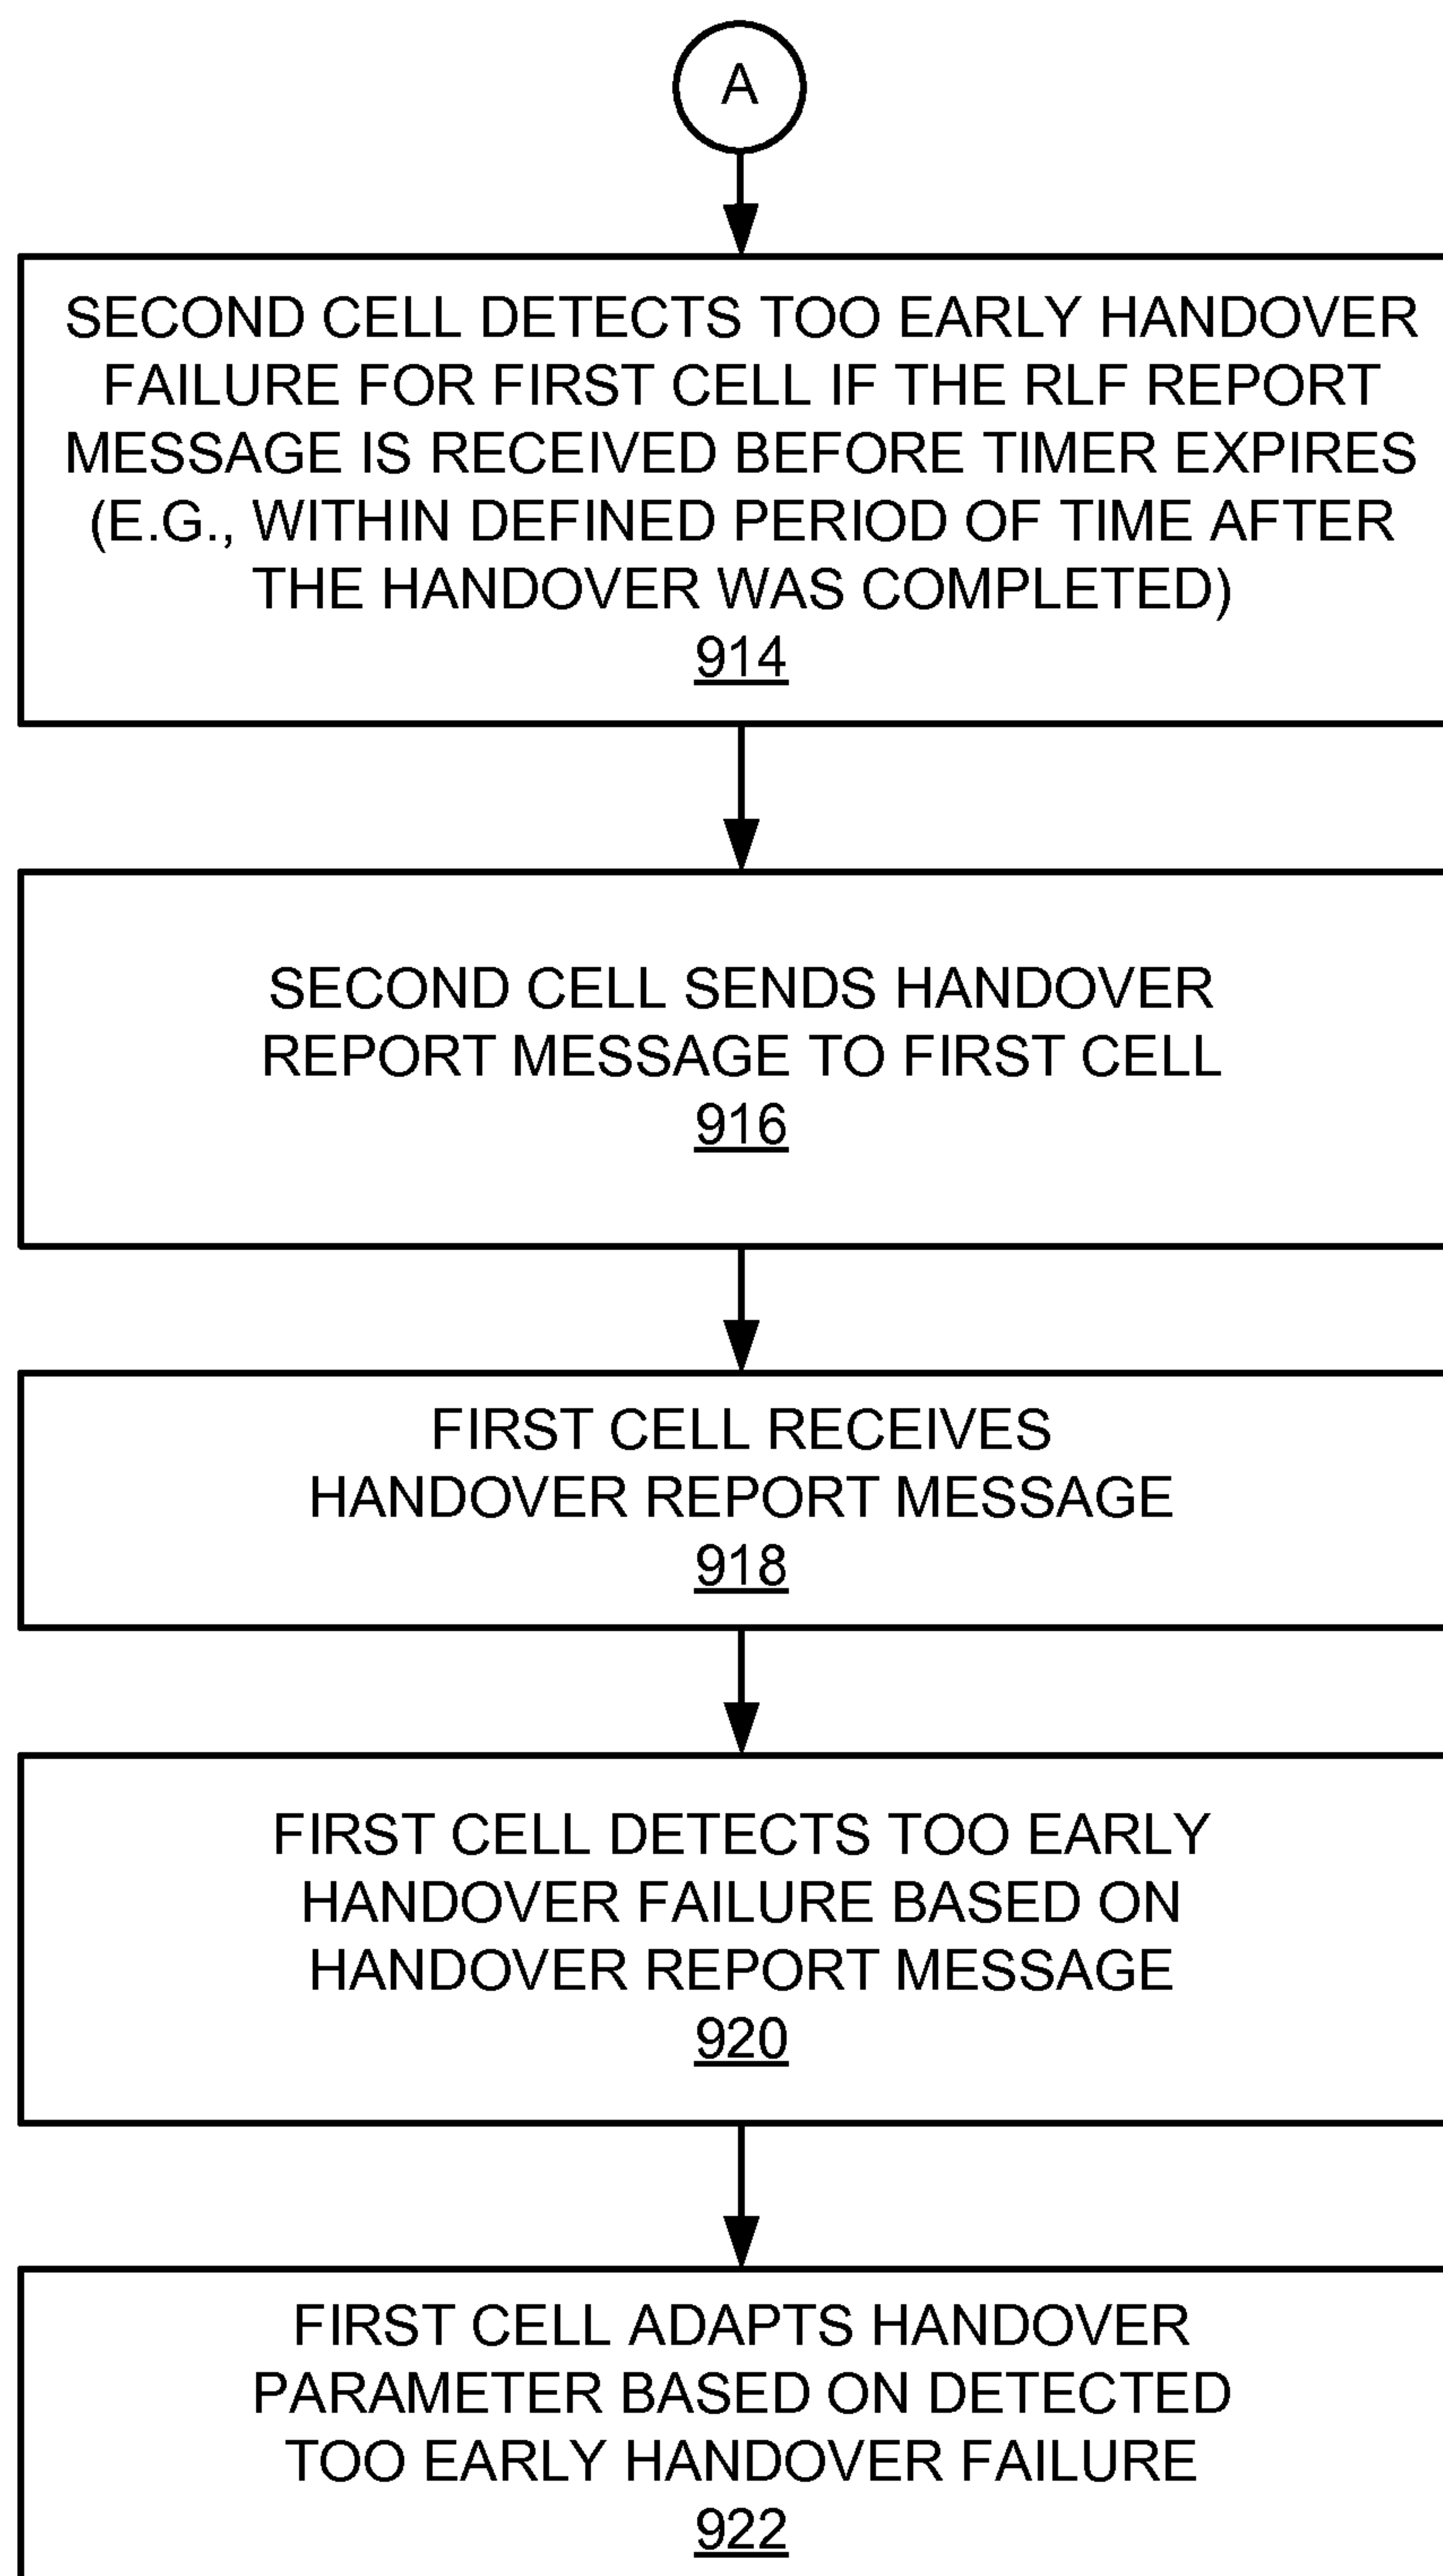 A
SECOND CELL DETECTS TOO EARLY HANDOVER
FAILURE FOR FIRST CELL IF THE RLF REPORT
MESSAGE IS RECEIVED BEFORE TIMER EXPIRES
(E.G., WITHIN DEFINED PERIOD OF TIME AFTER
THE HANDOVER WAS COMPLETED)
914
SECOND CELL SENDS HANDOVER
REPORT MESSAGE TO FIRST CELL
916
FIRST CELL RECEIVES
HANDOVER REPORT MESSAGE
918
FIRST CELL DETECTS TOO EARLY
HANDOVER FAILURE BASED ON
HANDOVER REPORT MESSAGE
920
FIRST CELL ADAPTS HANDOVER
PARAMETER BASED ON DETECTED
TOO EARLY HANDOVER FAILURE
922